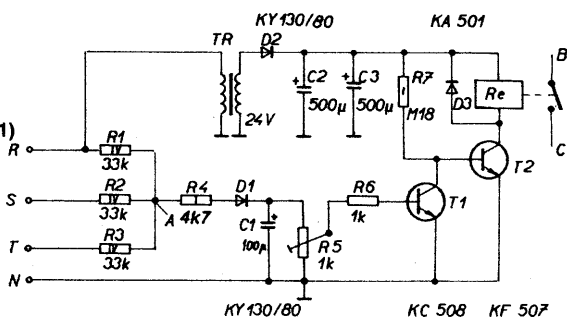 KY130/80
KA 501
TR
D2
B
C2
500µ
C3
500µ
R7
M18
D3
Re
24V
1)
R
R1
33k
C
T2
S
R2
33k
A
R4
4k7
D1
R6
1k
T1
C1
100µ
R5
1k
T
R3
33k
N
KY130/80
KC 508
KF 507